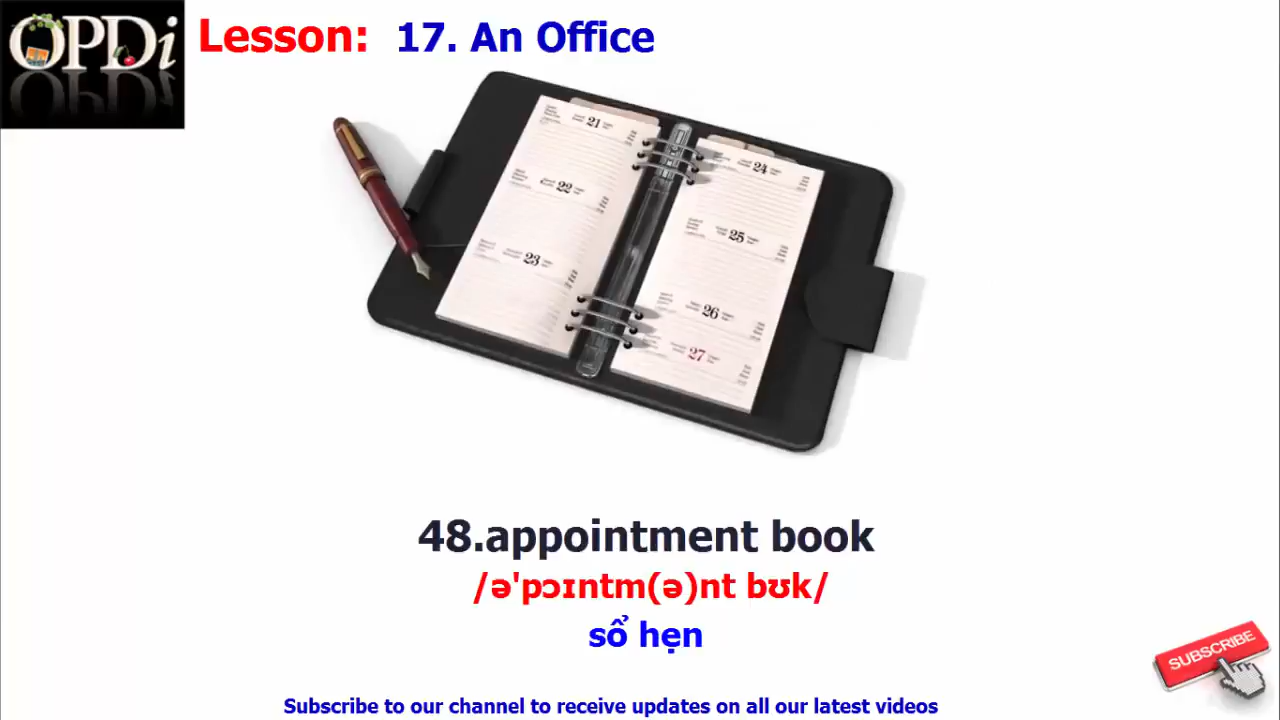 OPDi
Lesson: 17. An Office
21
22
23
24
25
26
27
48.appointment book
/ə'pɔɪntm(ə)nt bʊk/
sổ hẹn
SUBSCRIBE
Subscribe to our channel to receive updates on all our latest videos